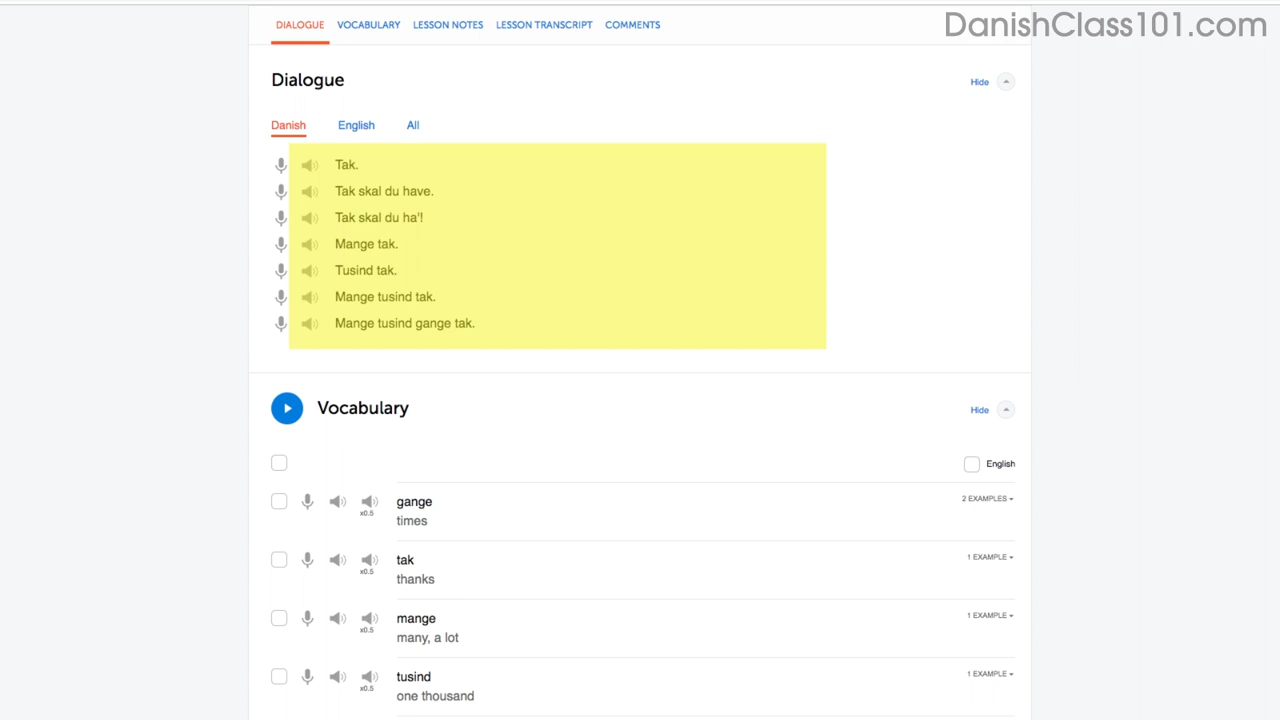 DanishClass101.com
DIALOGUE VOCABULARY LESSON NOTES LESSON TRANSCRIPT COMMENTS
Dialogue
Hide
Danish English All
Tak.
Tak skal du have.
Tak skal du ha'!
Mange tak.
Tusind tak.
Mange tusind tak.
Mange tusind gange tak.
Vocabulary
Hide
English
gange
2 EXAMPLES
x0.5
times
tak
1 EXAMPLE
x0.5
thanks
mange
1 EXAMPLE
x0.5
many, a lot
tusind
1 EXAMPLE
x0.5
one thousand